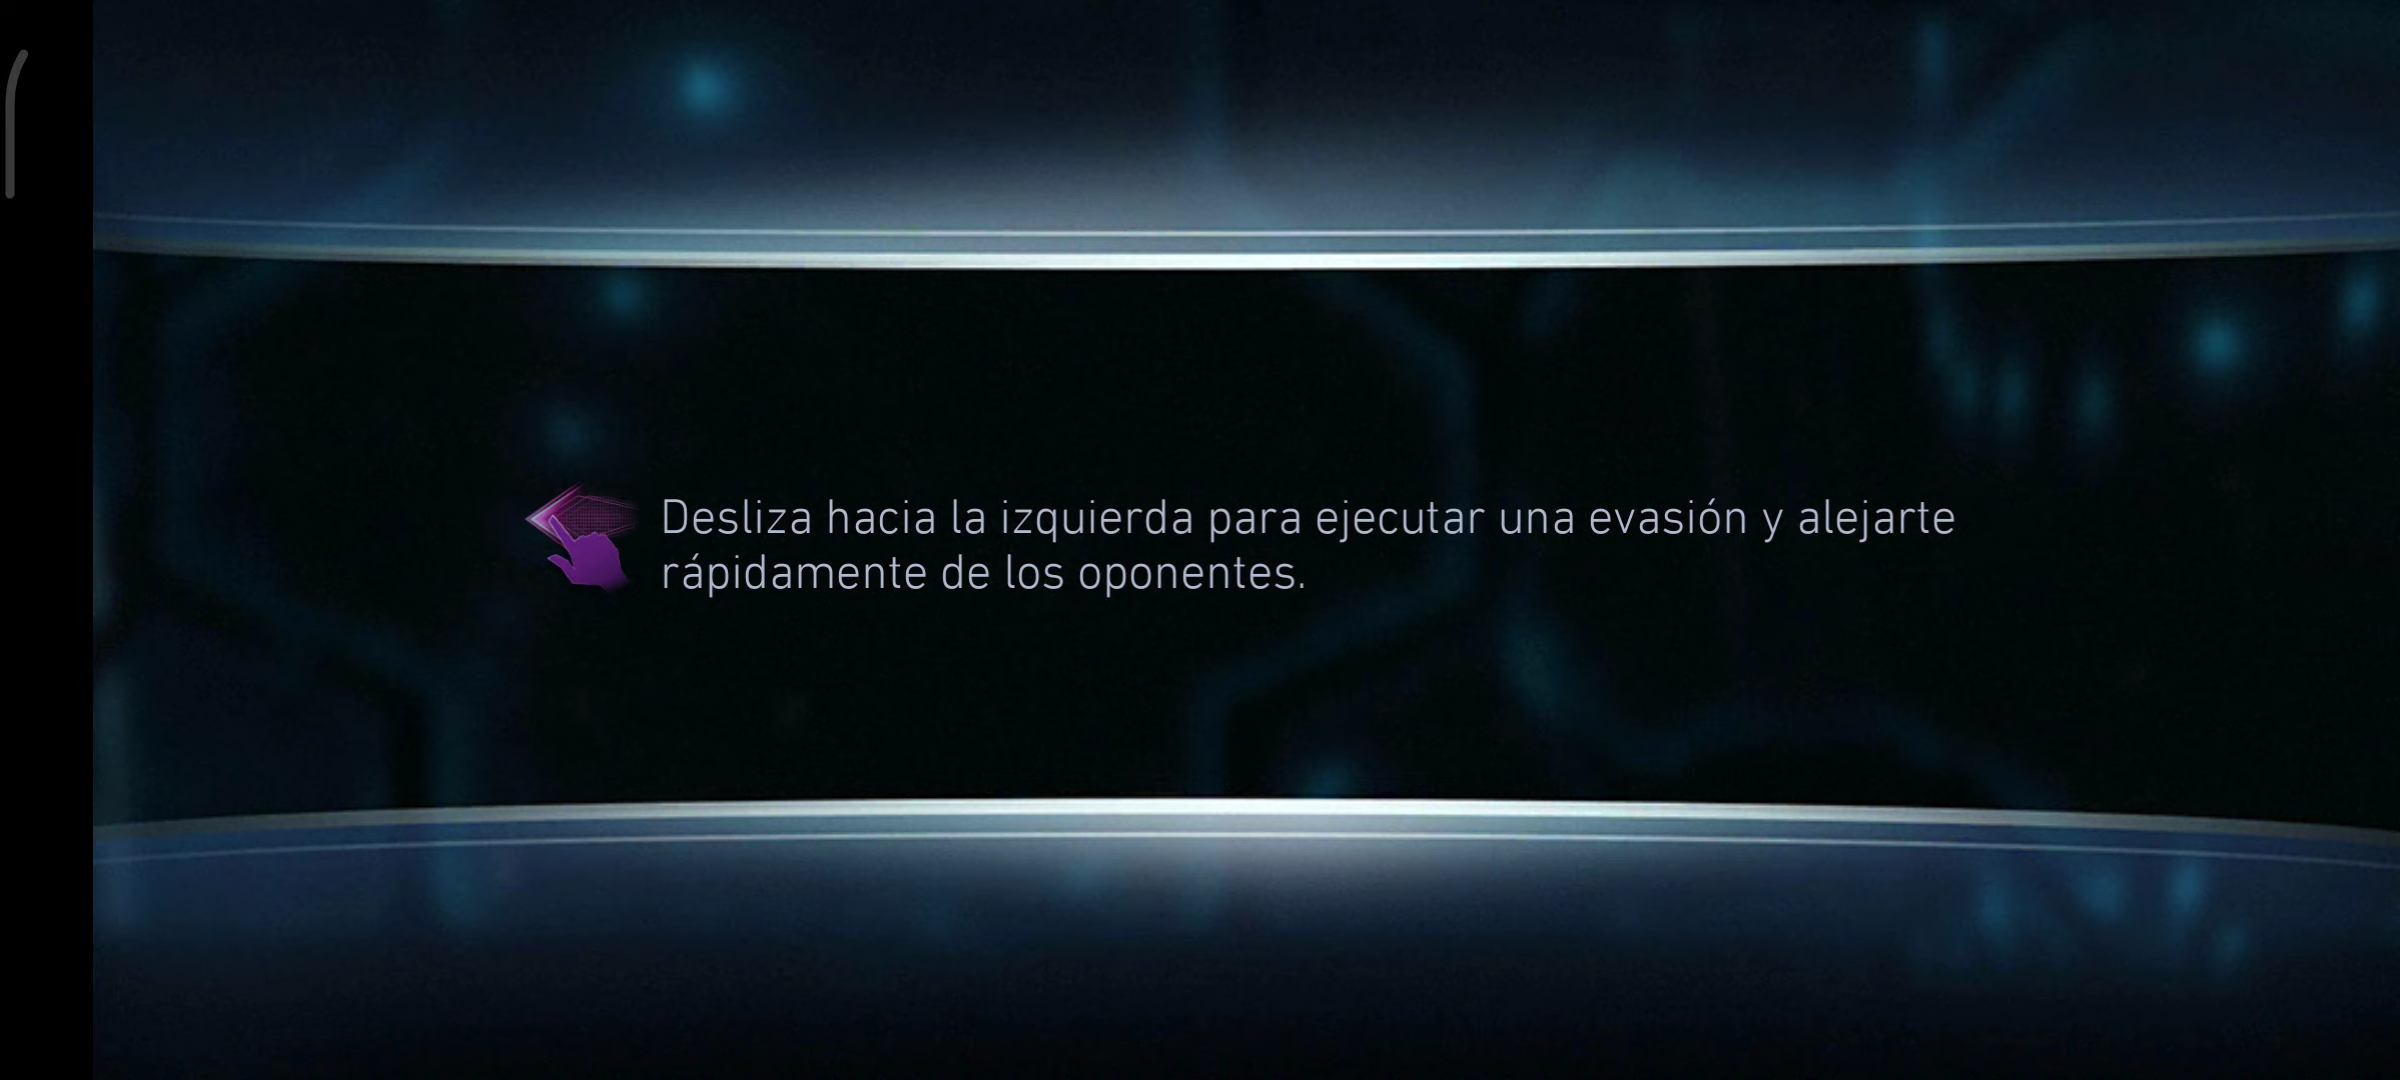 Desliza hacia la izquierda para ejecutar una evasión y alejarte
rápidamente de los oponentes.